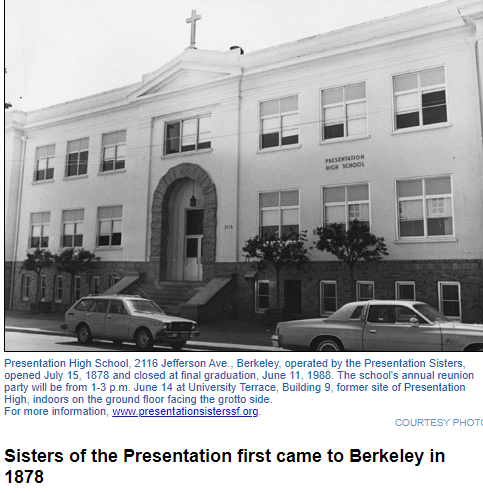 PRESENTATION
HIGH SCHOOL
2116
Presentation High School, 2116 Jefferson Ave., Berkeley, operated by the Presentation Sisters,
opened July 15, 1878 and closed at final graduation, June 11, 1988. The school's annual reunion
party will be from 1-3 p.m. June 14 at University Terrace, Building 9, former site of Presentation
High, indoors on the ground floor facing the grotto side.
For more information, www.presentationsisterssf.org.
COURTESY PHOTO
Sisters of the Presentation first came to Berkeley in
1878